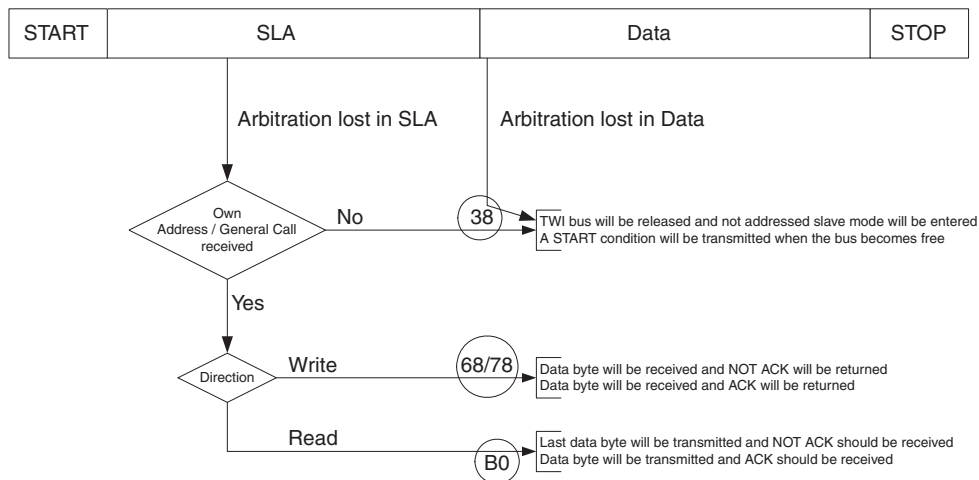 START SLA Data STOP
Arbitration lost in SLA Arbitration lost in Data
Own
Address / General Call
received
No 38
TWI bus will be released and not addressed slave mode will be entered
A START condition will be transmitted when the bus becomes free
Yes
Direction
Write 68/78
Data byte will be received and NOT ACK will be returned
Data byte will be received and ACK will be returned
Read B0
Last data byte will be transmitted and NOT ACK should be received
Data byte will be transmitted and ACK should be received